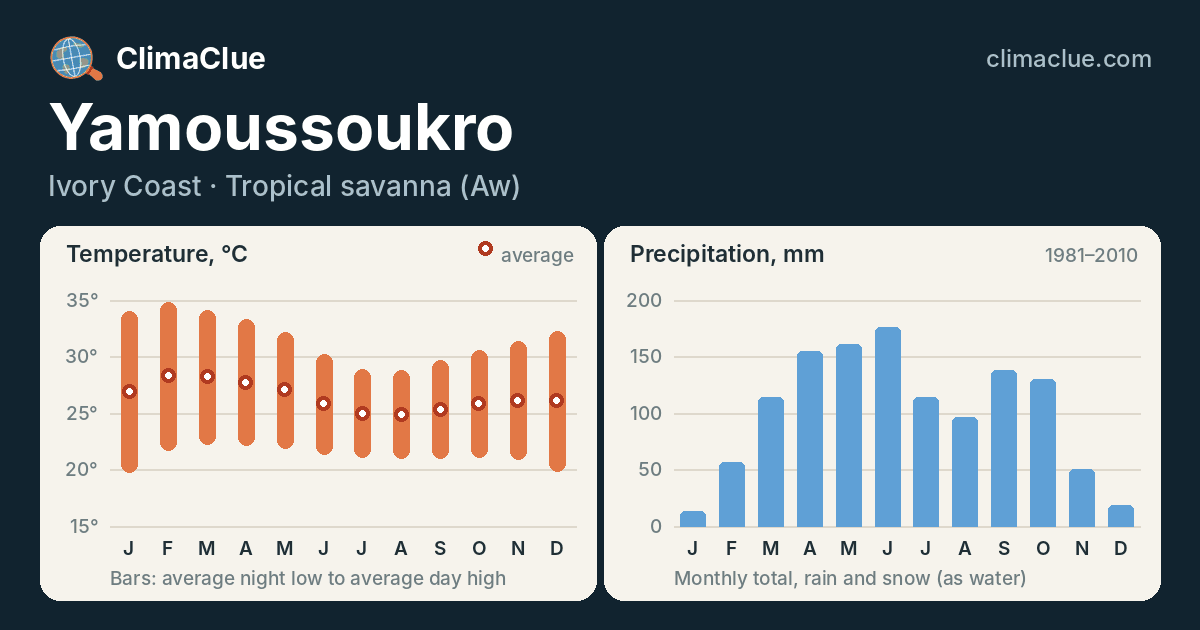 ClimaClue
climaclue.com
Yamoussoukro
Ivory Coast · Tropical savanna (Aw)
Temperature, °C
average
35°
30°
25°
20°
15°
J F M A M J J A S O N D
Bars: average night low to average day high
Precipitation, mm
1981–2010
200
150
100
50
0
J F M A M J J A S O N D
Monthly total, rain and snow (as water)